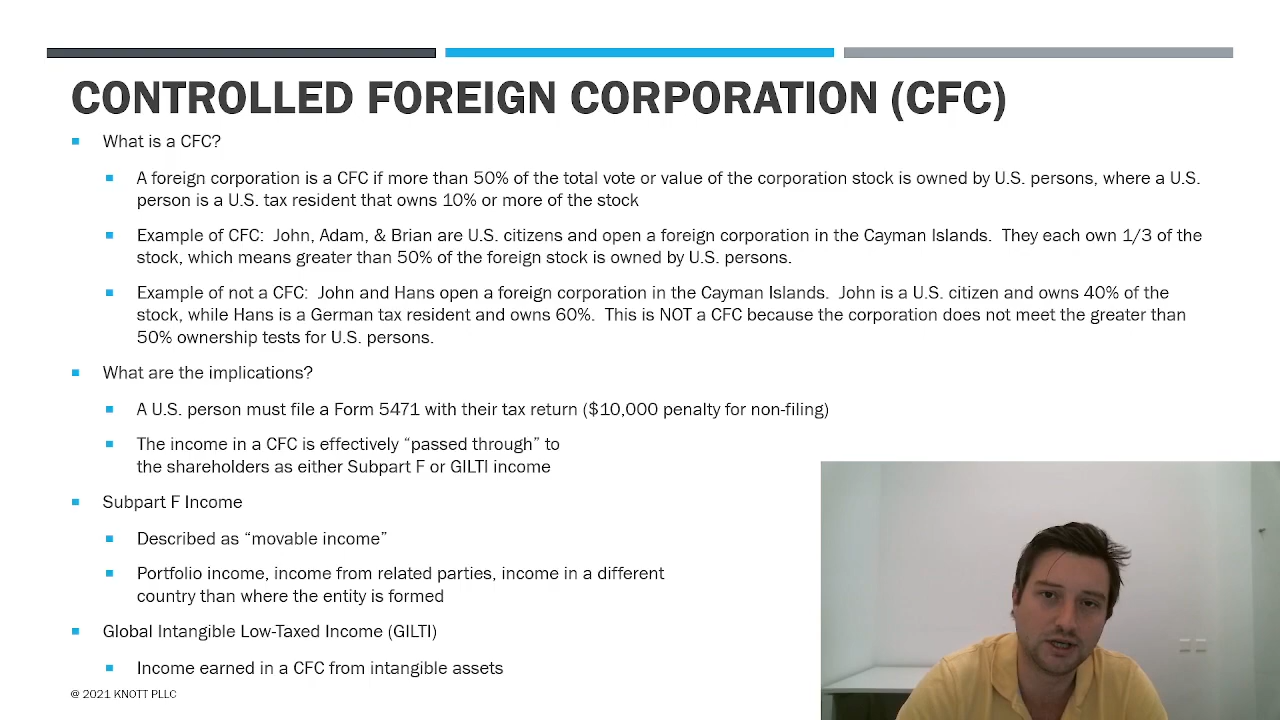 CONTROLLED FOREIGN CORPORATION (CFC)
What is a CFC?
A foreign corporation is a CFC if more than 50% of the total vote or value of the corporation stock is owned by U.S. persons, where a U.S.
person is a U.S. tax resident that owns 10% or more of the stock
Example of CFC:  John, Adam, & Brian are U.S. citizens and open a foreign corporation in the Cayman Islands.  They each own 1/3 of the
stock, which means greater than 50% of the foreign stock is owned by U.S. persons.
Example of not a CFC:  John and Hans open a foreign corporation in the Cayman Islands.  John is a U.S. citizen and owns 40% of the
stock, while Hans is a German tax resident and owns 60%.  This is NOT a CFC because the corporation does not meet the greater than
50% ownership tests for U.S. persons.
What are the implications?
A U.S. person must file a Form 5471 with their tax return ($10,000 penalty for non-filing)
The income in a CFC is effectively “passed through” to
the shareholders as either Subpart F or GILTI income
Subpart F Income
Described as “movable income”
Portfolio income, income from related parties, income in a different
country than where the entity is formed
Global Intangible Low-Taxed Income (GILTI)
Income earned in a CFC from intangible assets
@ 2021 KNOTT PLLC